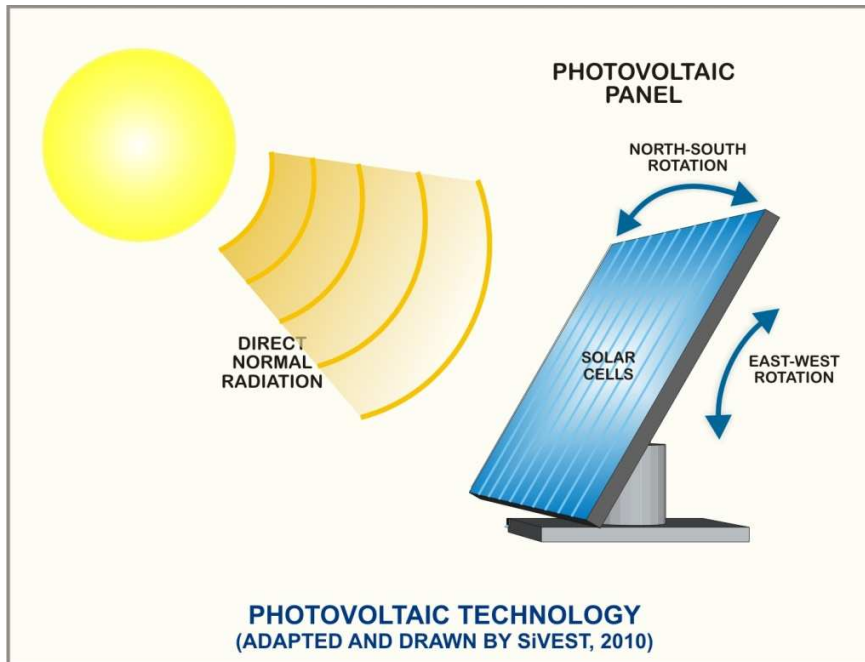 PHOTOVOLTAIC
PANEL
NORTH-SOUTH
ROTATION
DIRECT
NORMAL
RADIATION
SOLAR
CELLS
EAST-WEST
ROTATION
PHOTOVOLTAIC TECHNOLOGY
(ADAPTED AND DRAWN BY SiVEST, 2010)